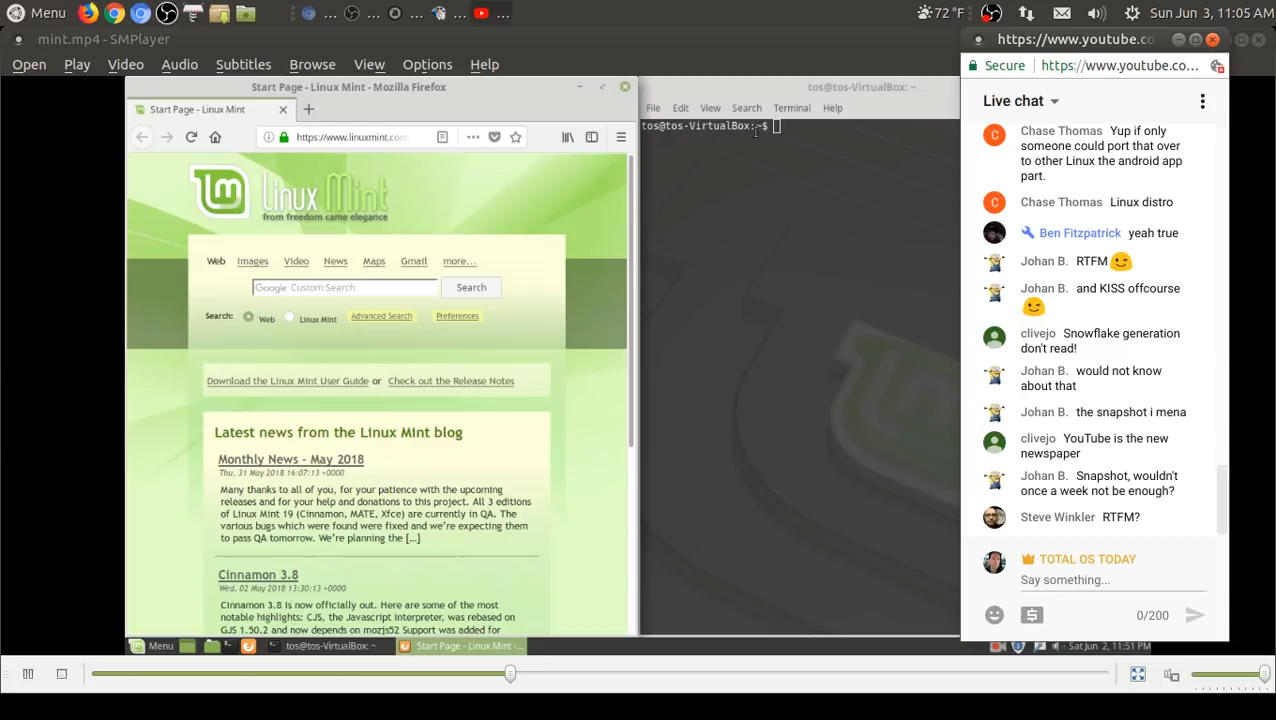 Menu
72 °F
Sun Jun 3, 11:05 AM
mint.mp4 - SMPlayer
Open Play Video Audio Subtitles Browse View Options Help
Start Page - Linux Mint - Mozilla Firefox
Start Page - Linux Mint
https://www.linuxmint.com
Linux Mint
from freedom came elegance
Web Images Video News Maps Gmail more...
Google Custom Search
Search
Search: Web Linux Mint Advanced Search Preferences
Download the Linux Mint User Guide or Check out the Release Notes
Latest news from the Linux Mint blog
Monthly News - May 2018
Thu. 31 May 2018 16:07:13 +0000
Many thanks to all of you, for your patience with the upcoming
releases and for your help and donations to this project. All 3 editions
of Linux Mint 19 (Cinnamon, MATE, Xfce) are currently in QA. The
various bugs which were found were fixed and we're expecting them
to pass QA tomorrow. We're planning the [...]
Cinnamon 3.8
Wed. 02 May 2018 13:30:13 +0000
Cinnamon 3.8 is now officially out. Here are some of the most
notable highlights: CJS, the Javascript interpreter, was rebased on
GJS 1.50.2 and now depends on mozjs52 Support was added for
tos@tos-VirtualBox: ~
File Edit View Search Terminal Help
tos@tos-VirtualBox:~$
Menu
tos@tos-VirtualBox: ~
Start Page - Linux Mint -...
Sat Jun 2, 11:51 PM
https://www.youtube.co
Secure https://www.youtube.co...
Live chat
Chase Thomas Yup if only
someone could port that over
to other Linux the android app
part.
Chase Thomas Linux distro
Ben Fitzpatrick yeah true
Johan B. RTFM😉
Johan B. and KISS offcourse
😉
clivejo Snowflake generation
don't read!
Johan B. would not know
about that
Johan B. the snapshot i mena
clivejo YouTube is the new
newspaper
Johan B. Snapshot, wouldn't
once a week not be enough?
Steve Winkler RTFM?
TOTAL OS TODAY
Say something...
0/200